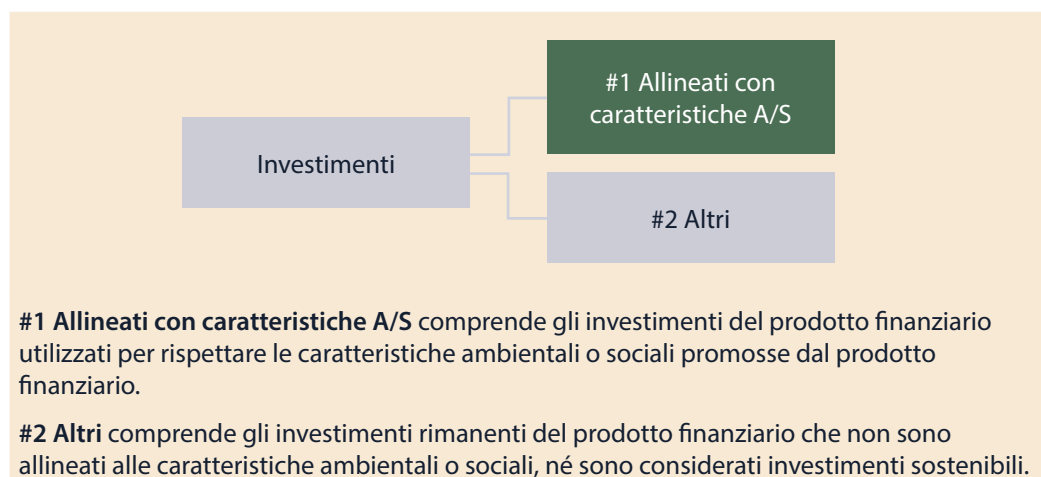 #1 Allineati con
caratteristiche A/S
Investimenti
#2 Altri
#1 Allineati con caratteristiche A/S comprende gli investimenti del prodotto finanziario
utilizzati per rispettare le caratteristiche ambientali o sociali promosse dal prodotto
finanziario.
#2 Altri comprende gli investimenti rimanenti del prodotto finanziario che non sono
allineati alle caratteristiche ambientali o sociali, né sono considerati investimenti sostenibili.